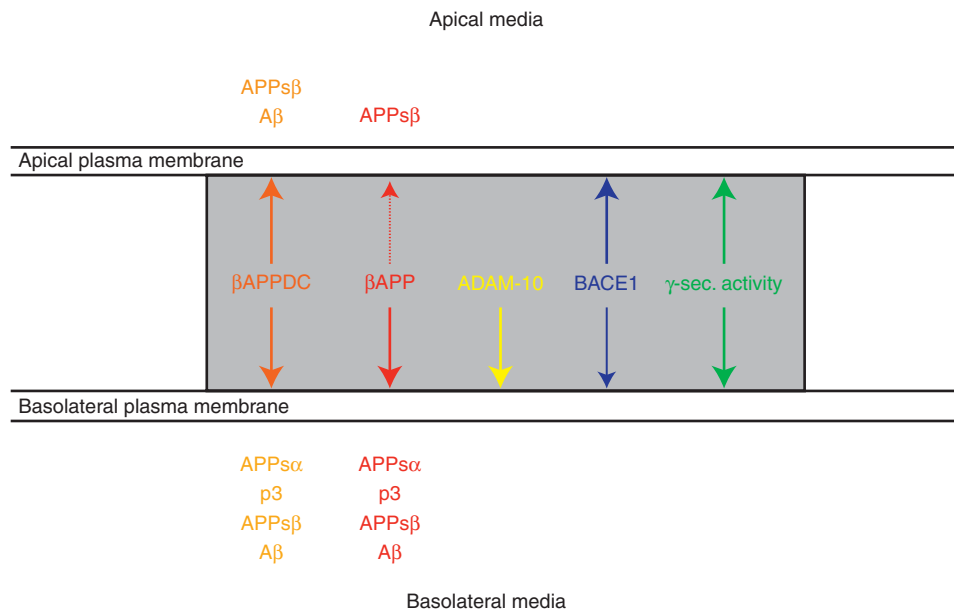 Apical media
APPsβ
Aβ APPsβ
Apical plasma membrane
βAPPDC βAPP ADAM-10 BACE1 γ-sec. activity
Basolateral plasma membrane
APPsα APPsα
p3 p3
APPsβ APPsβ
Aβ Aβ
Basolateral media